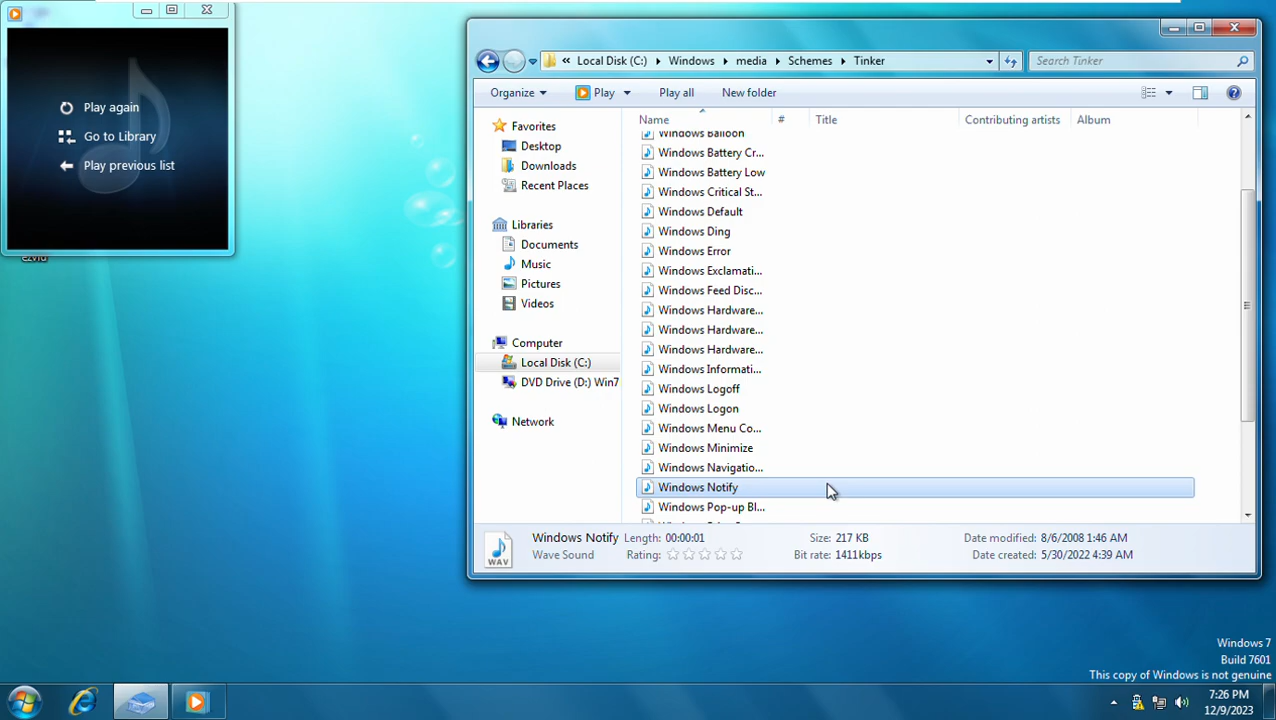 Play again
Go to Library
Play previous list
ezvid
« Local Disk (C:) Windows media Schemes Tinker
Search Tinker
Organize Play Play all New folder
Favorites
Desktop
Downloads
Recent Places
Libraries
Documents
Music
Pictures
Videos
Computer
Local Disk (C:)
DVD Drive (D:) Win7
Network
Name # Title Contributing artists Album
Windows Balloon
Windows Battery Cr...
Windows Battery Low
Windows Critical St...
Windows Default
Windows Ding
Windows Error
Windows Exclamati...
Windows Feed Disc...
Windows Hardware...
Windows Hardware...
Windows Hardware...
Windows Informati...
Windows Logoff
Windows Logon
Windows Menu Co...
Windows Minimize
Windows Navigatio...
Windows Notify
Windows Pop-up Bl...
WAV
Windows Notify Length: 00:00:01 Size: 217 KB Date modified: 8/6/2008 1:46 AM
Wave Sound Rating: Bit rate: 1411kbps Date created: 5/30/2022 4:39 AM
Windows 7
Build 7601
This copy of Windows is not genuine
7:26 PM
12/9/2023